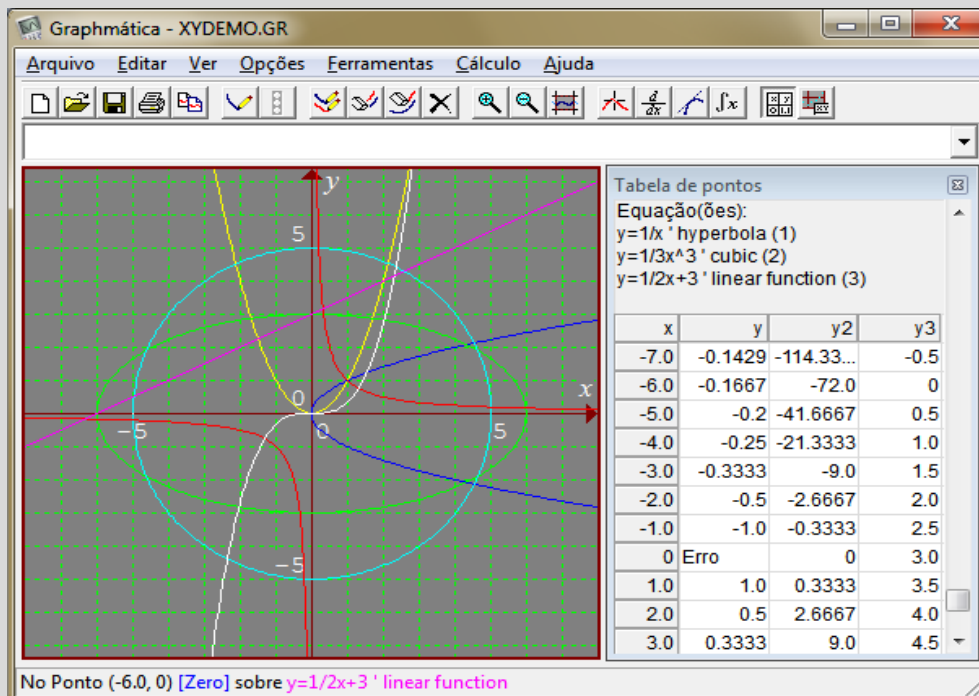 Graphmática - XYDEMO.GR
Arquivo Editar Ver Opções Ferramentas Cálculo Ajuda
y
5
0
x
−5
0
5
−5
Tabela de pontos
Equação(ões):
y=1/x ' hyperbola (1)
y=1/3x^3 ' cubic (2)
y=1/2x+3 ' linear function (3)
x y y2 y3
-7.0 -0.1429 -114.33... -0.5
-6.0 -0.1667 -72.0 0
-5.0 -0.2 -41.6667 0.5
-4.0 -0.25 -21.3333 1.0
-3.0 -0.3333 -9.0 1.5
-2.0 -0.5 -2.6667 2.0
-1.0 -1.0 -0.3333 2.5
0 Erro 0 3.0
1.0 1.0 0.3333 3.5
2.0 0.5 2.6667 4.0
3.0 0.3333 9.0 4.5
No Ponto (-6.0, 0) [Zero] sobre y=1/2x+3 ' linear function